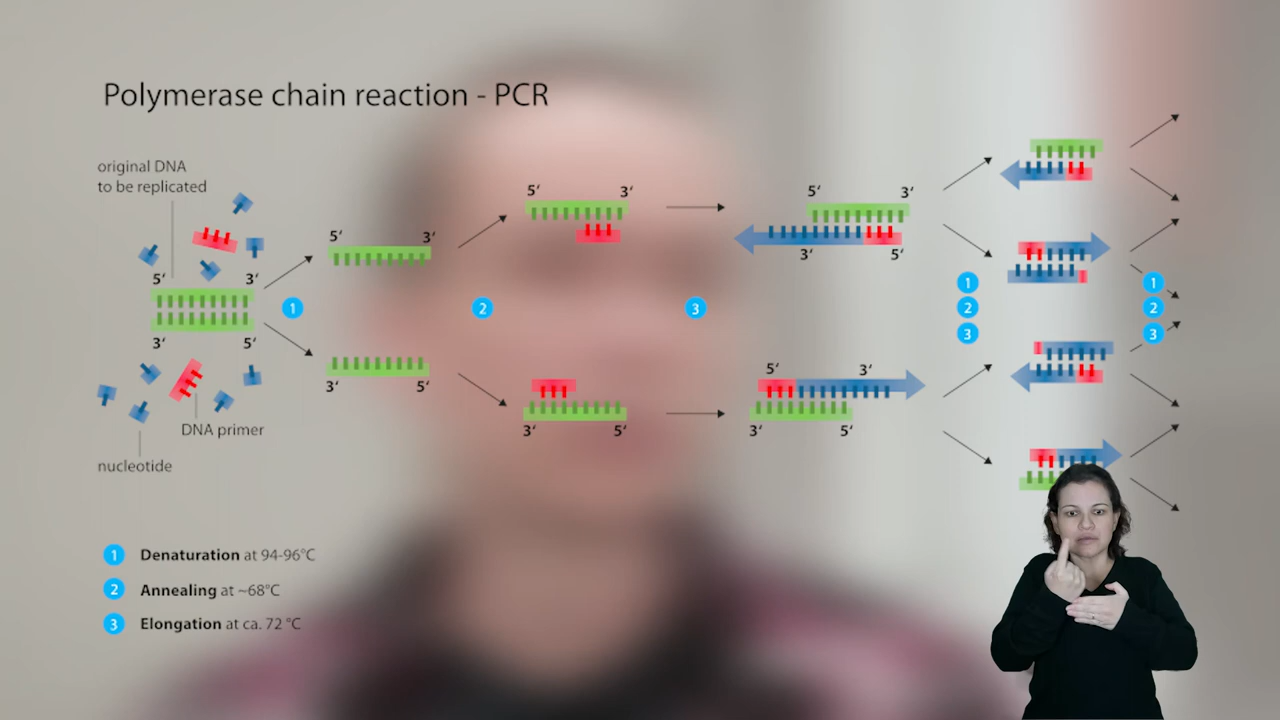 Polymerase chain reaction - PCR
original DNA
to be replicated
5‘ 3‘
3‘ 5‘
DNA primer
nucleotide
1
5‘ 3‘
3‘ 5‘
2
5‘ 3‘
3‘ 5‘
3
5‘ 3‘
3‘ 5‘
5‘ 3‘
3‘ 5‘
1
2
3
1
2
3
1 Denaturation at 94-96°C
2 Annealing at ~68°C
3 Elongation at ca. 72 °C